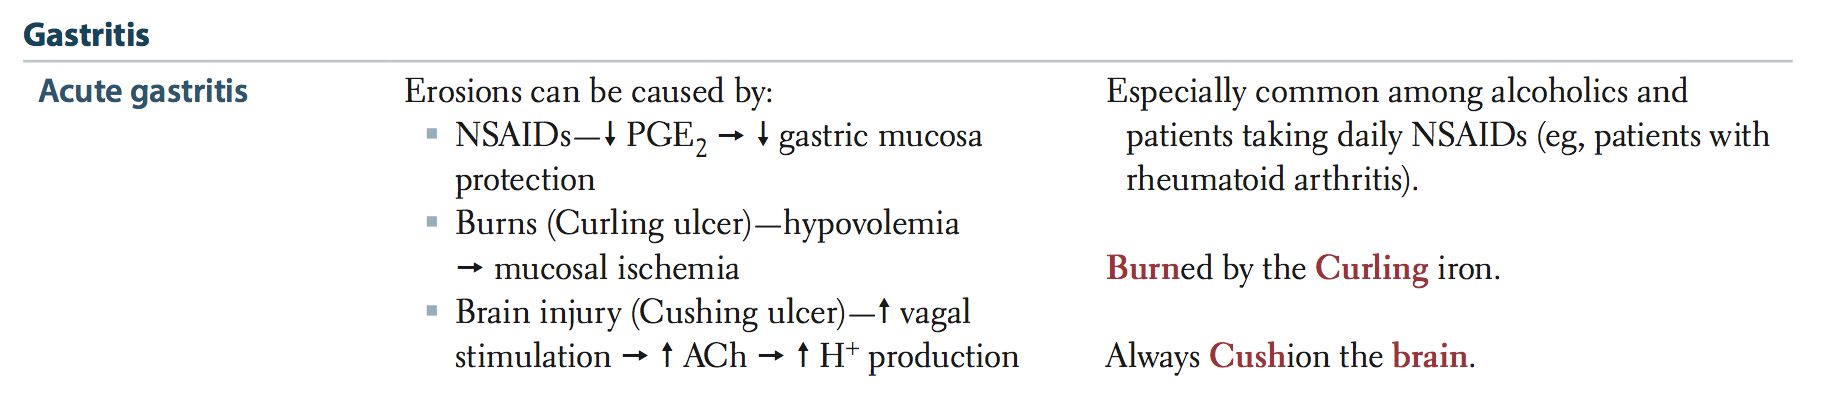 Gastritis
Acute gastritis
Erosions can be caused by:
▪ NSAIDs—↓ PGE₂ → ↓ gastric mucosa
protection
▪ Burns (Curling ulcer)—hypovolemia
→ mucosal ischemia
▪ Brain injury (Cushing ulcer)—↑ vagal
stimulation → ↑ ACh → ↑ H⁺ production
Especially common among alcoholics and
patients taking daily NSAIDs (eg, patients with
rheumatoid arthritis).
Burned by the Curling iron.
Always Cushion the brain.